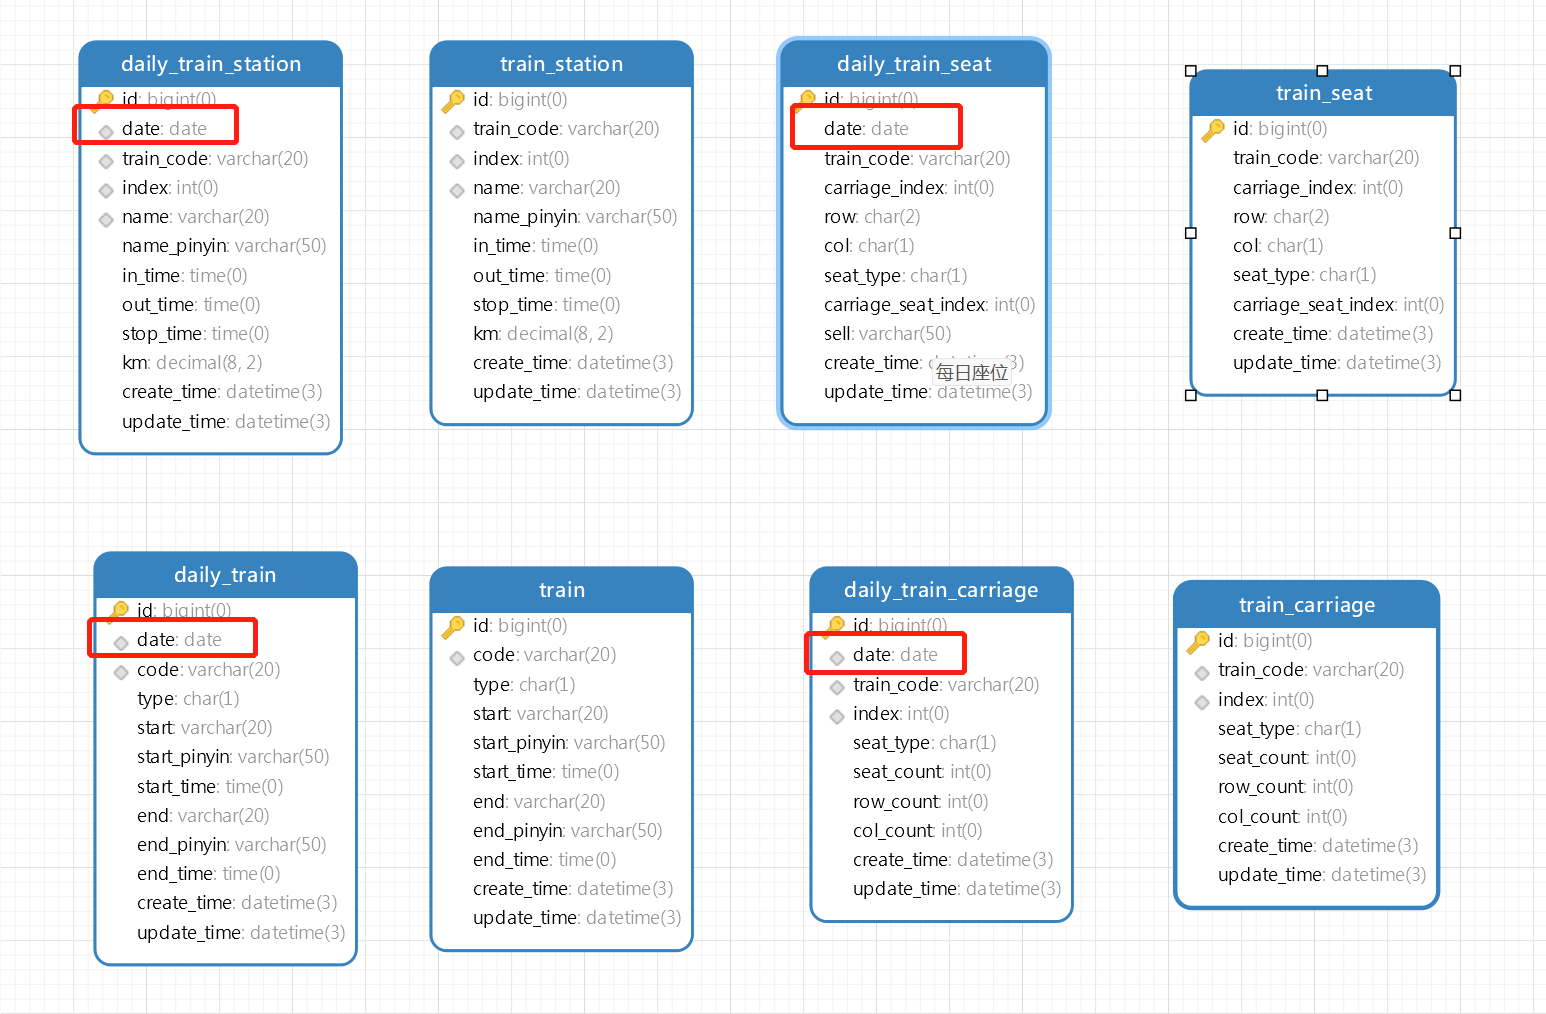 daily_train_station
id: bigint(0)
date: date
train_code: varchar(20)
index: int(0)
name: varchar(20)
name_pinyin: varchar(50)
in_time: time(0)
out_time: time(0)
stop_time: time(0)
km: decimal(8, 2)
create_time: datetime(3)
update_time: datetime(3)
train_station
id: bigint(0)
train_code: varchar(20)
index: int(0)
name: varchar(20)
name_pinyin: varchar(50)
in_time: time(0)
out_time: time(0)
stop_time: time(0)
km: decimal(8, 2)
create_time: datetime(3)
update_time: datetime(3)
daily_train_seat
id: bigint(0)
date: date
train_code: varchar(20)
carriage_index: int(0)
row: char(2)
col: char(1)
seat_type: char(1)
carriage_seat_index: int(0)
sell: varchar(50)
create_time: datetime(3)
每日座位
update_time: datetime(3)
train_seat
id: bigint(0)
train_code: varchar(20)
carriage_index: int(0)
row: char(2)
col: char(1)
seat_type: char(1)
carriage_seat_index: int(0)
create_time: datetime(3)
update_time: datetime(3)
daily_train
id: bigint(0)
date: date
code: varchar(20)
type: char(1)
start: varchar(20)
start_pinyin: varchar(50)
start_time: time(0)
end: varchar(20)
end_pinyin: varchar(50)
end_time: time(0)
create_time: datetime(3)
update_time: datetime(3)
train
id: bigint(0)
code: varchar(20)
type: char(1)
start: varchar(20)
start_pinyin: varchar(50)
start_time: time(0)
end: varchar(20)
end_pinyin: varchar(50)
end_time: time(0)
create_time: datetime(3)
update_time: datetime(3)
daily_train_carriage
id: bigint(0)
date: date
train_code: varchar(20)
index: int(0)
seat_type: char(1)
seat_count: int(0)
row_count: int(0)
col_count: int(0)
create_time: datetime(3)
update_time: datetime(3)
train_carriage
id: bigint(0)
train_code: varchar(20)
index: int(0)
seat_type: char(1)
seat_count: int(0)
row_count: int(0)
col_count: int(0)
create_time: datetime(3)
update_time: datetime(3)